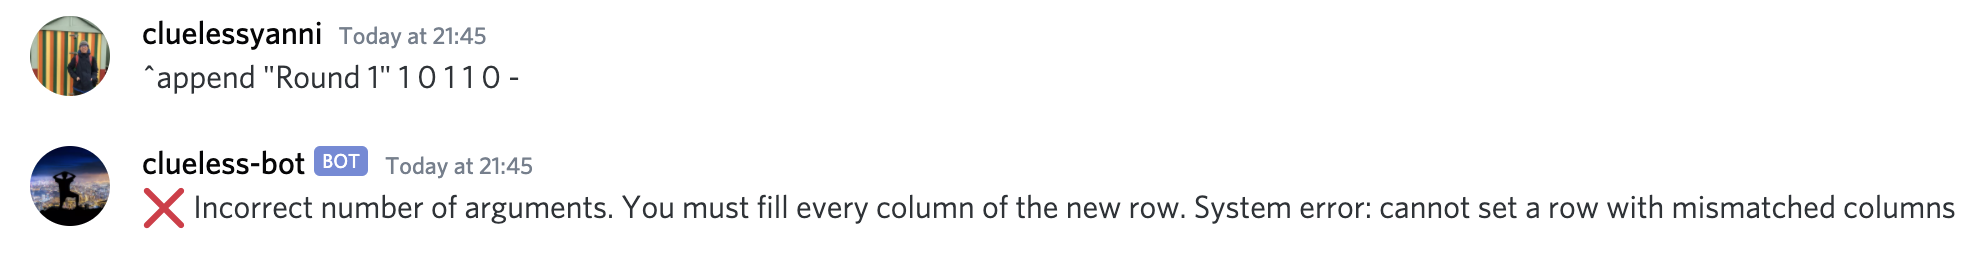 cluelessyanni Today at 21:45
^append "Round 1" 1 0 1 1 0 -
clueless-bot BOT Today at 21:45
❌ Incorrect number of arguments. You must fill every column of the new row. System error: cannot set a row with mismatched columns